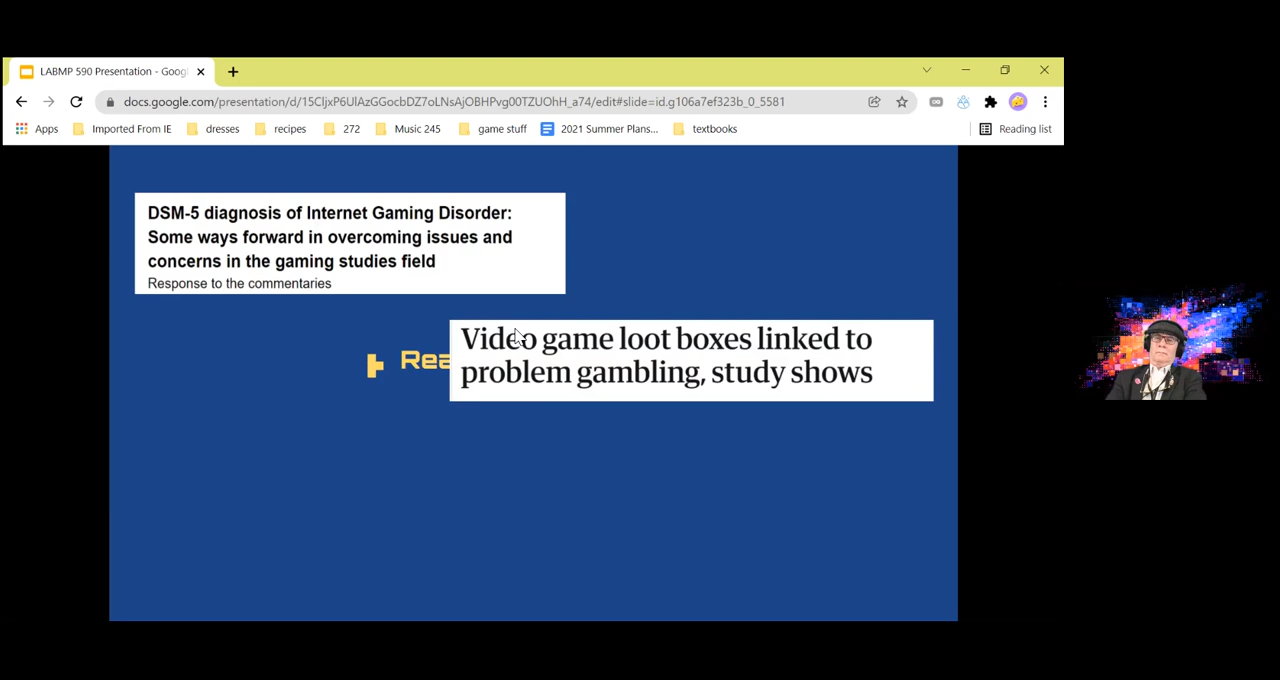 LABMP 590 Presentation - Goog
docs.google.com/presentation/d/15CljxP6UlAzGGocbDZ7oLNsAjOBHPvg00TZUOhH_a74/edit#slide=id.g106a7ef323b_0_5581
Apps Imported From IE dresses recipes 272 Music 245 game stuff 2021 Summer Plans... textbooks Reading list
DSM-5 diagnosis of Internet Gaming Disorder:
Some ways forward in overcoming issues and
concerns in the gaming studies field
Response to the commentaries
Video game loot boxes linked to
Rea
problem gambling, study shows